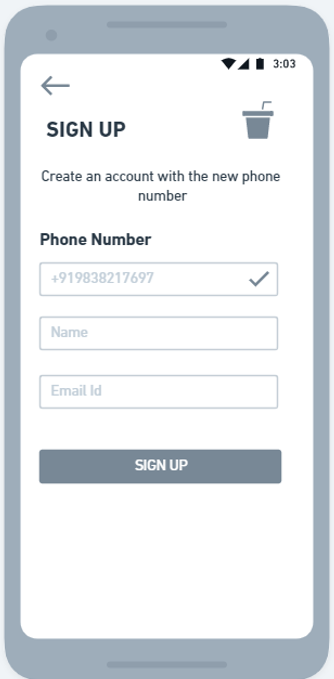 3:03
SIGN UP
Create an account with the new phone
number
Phone Number
+919838217697
Name
Email Id
SIGN UP